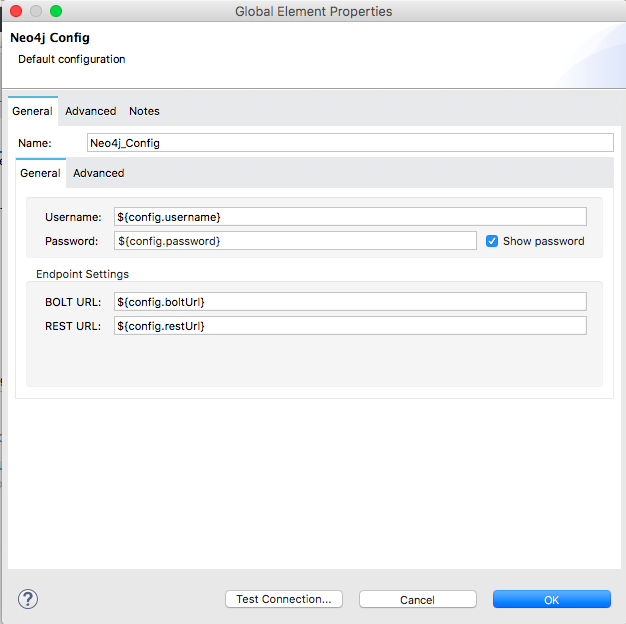 Global Element Properties
Neo4j Config
Default configuration
General Advanced Notes
Name: Neo4j_Config
General Advanced
Username: ${config.username}
Password: ${config.password} Show password
Endpoint Settings
BOLT URL: ${config.boltUrl}
REST URL: ${config.restUrl}
? Test Connection... Cancel OK